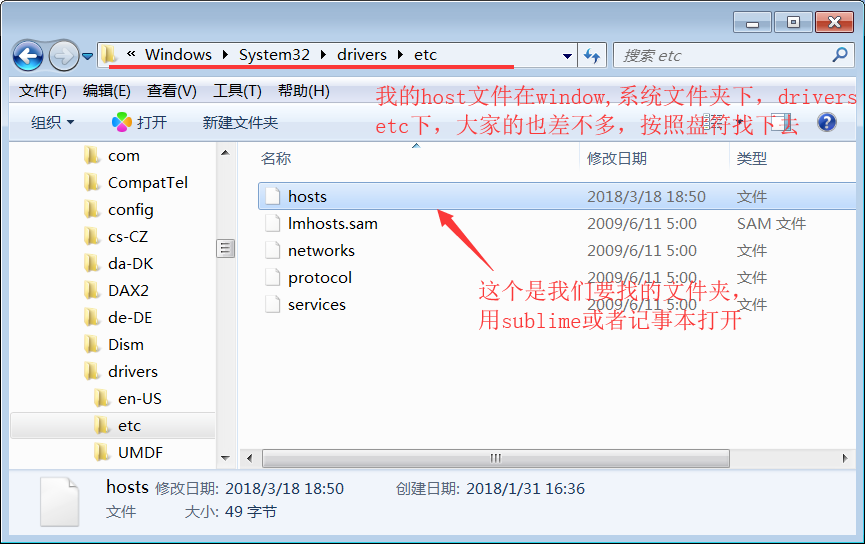 « Windows System32 drivers etc
搜索 etc
文件(F) 编辑(E) 查看(V) 工具(T) 帮助(H)
我的host文件在window,系统文件夹下，drivers
etc下，大家的也差不多，按照盘符找下去
组织 打开 新建文件夹
名称 修改日期 类型
com
CompatTel
config
cs-CZ
da-DK
DAX2
de-DE
Dism
drivers
en-US
etc
UMDF
hosts 2018/3/18 18:50 文件
lmhosts.sam 2009/6/11 5:00 SAM 文件
networks 2009/6/11 5:00 文件
protocol 2009/6/11 5:00 文件
services 2009/6/11 5:00 文件
这个是我们要找的文件夹，
用sublime或者记事本打开
hosts 修改日期: 2018/3/18 18:50 创建日期: 2018/1/31 16:36
文件 大小: 49 字节